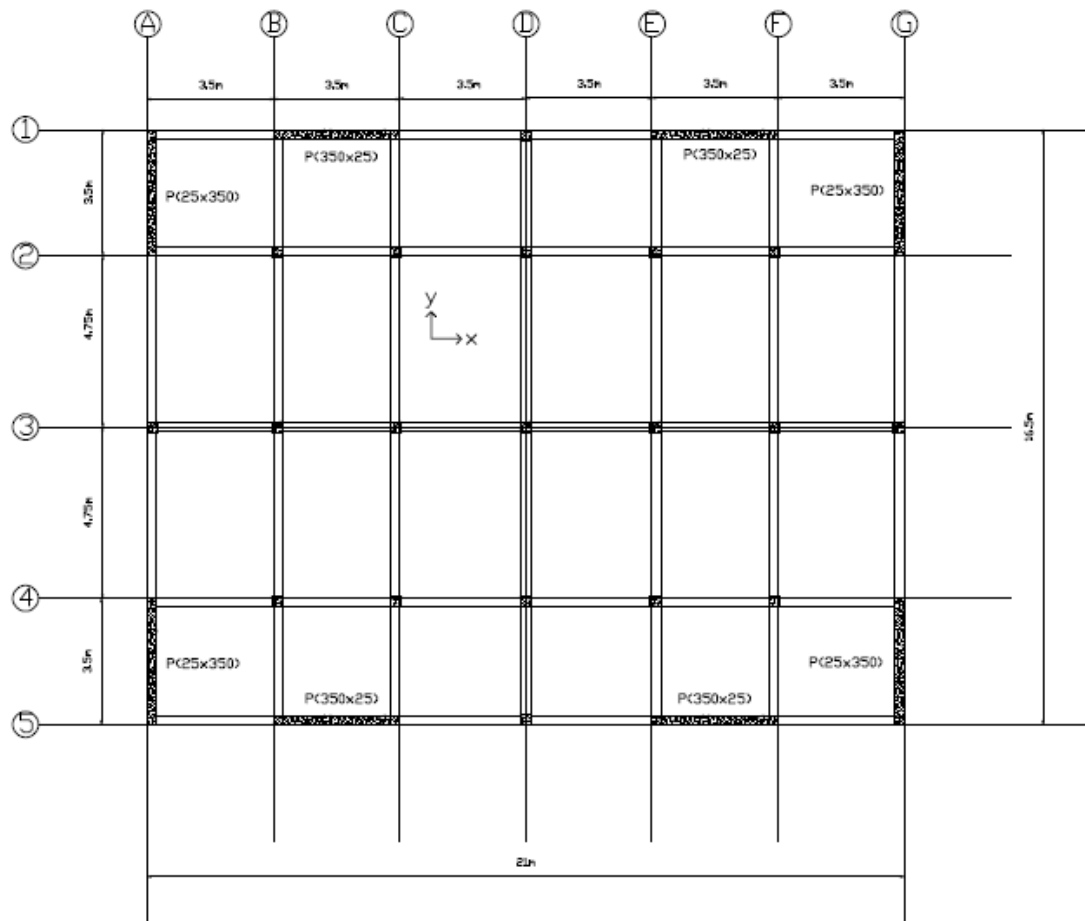 A B C D E F G
3.5m 3.5m 3.5m 3.5m 3.5m 3.5m
1
P(350x25) P(350x25)
3.5m P(25x350) P(25x350)
2
y
4.75m x
3 16.5m
4.75m
4
3.5m P(25x350) P(25x350)
P(350x25) P(350x25)
5
21m